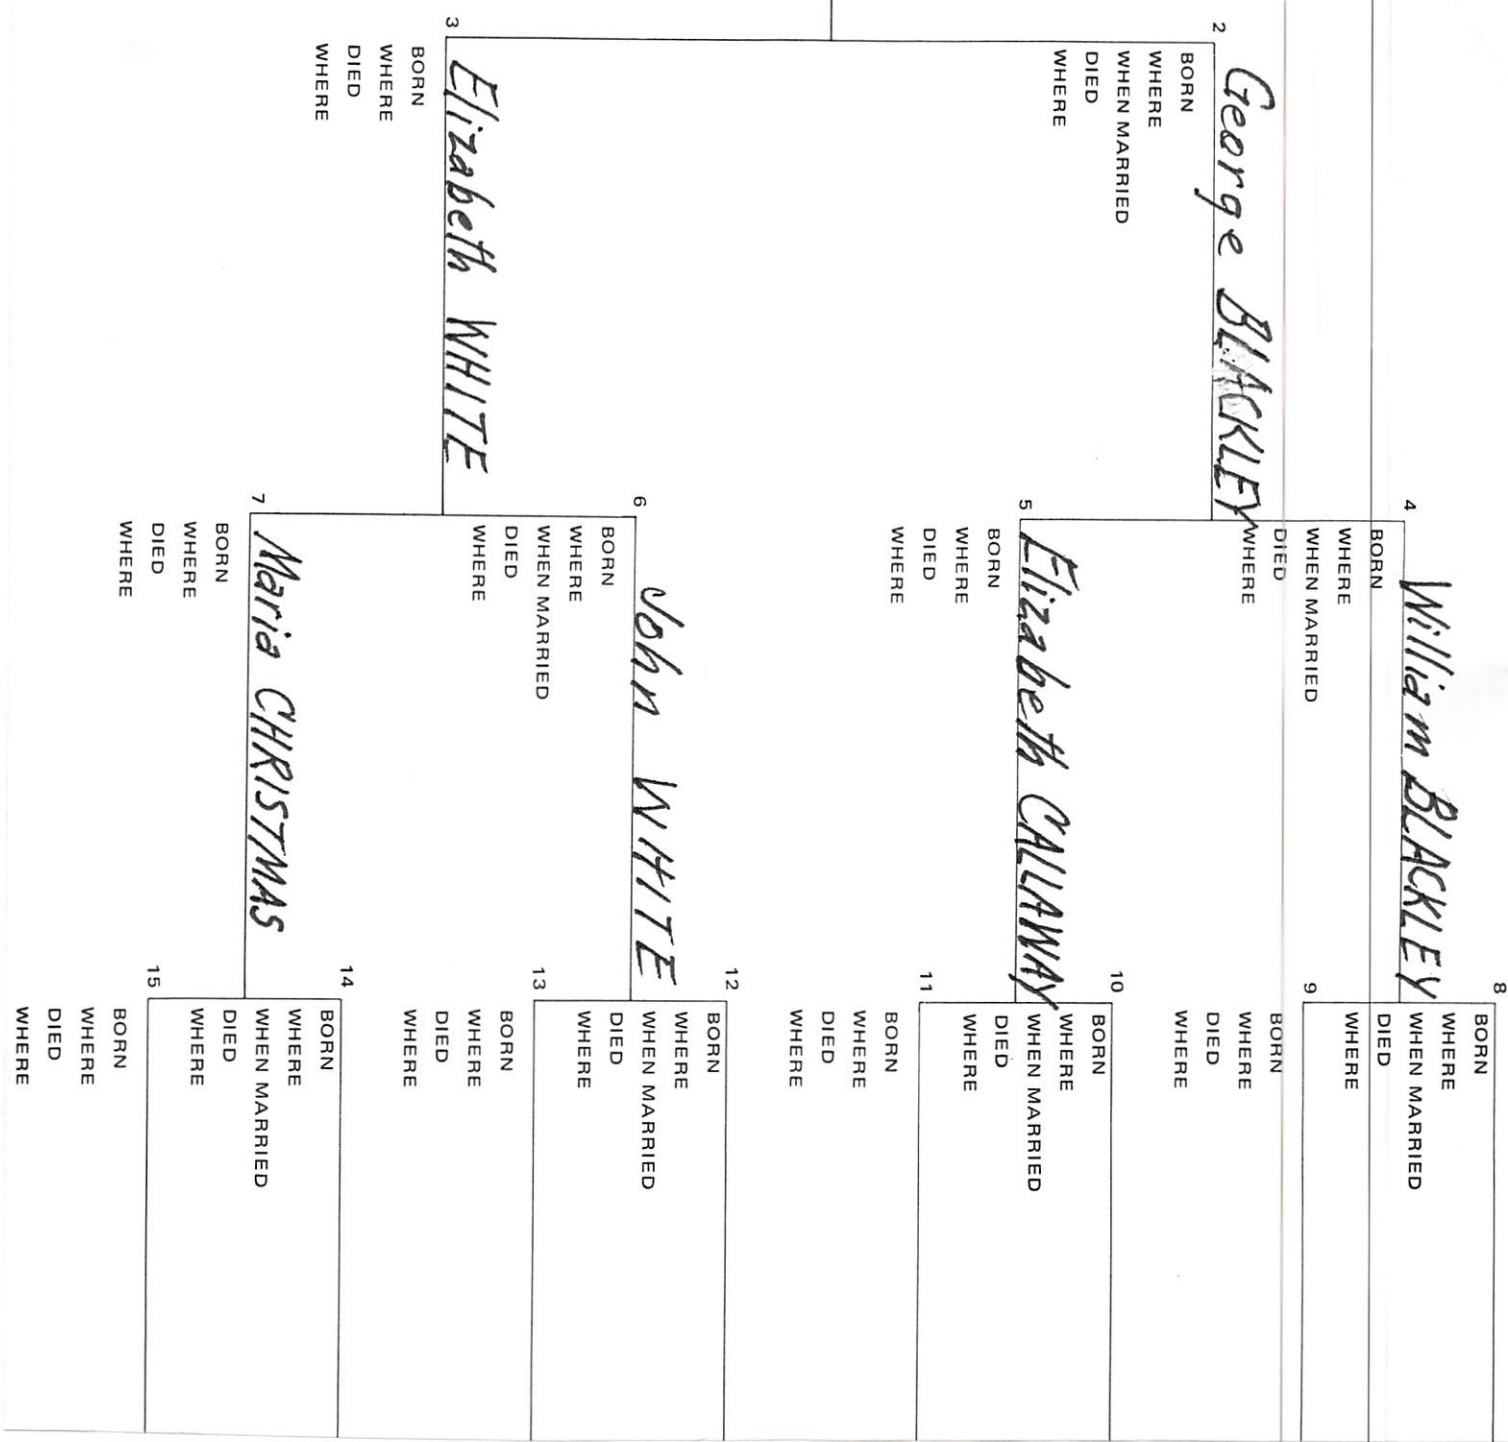 2
George BLACKLEY
BORN
WHERE
WHEN MARRIED
DIED
WHERE
3
Elizabeth WHITE
BORN
WHERE
DIED
WHERE
4
William BLACKLEY
BORN
WHERE
WHEN MARRIED
DIED
WHERE
5
Elizabeth CALLAWAY
BORN
WHERE
DIED
WHERE
6
John WHITE
BORN
WHERE
WHEN MARRIED
DIED
WHERE
7
Maria CHRISTMAS
BORN
WHERE
DIED
WHERE
8
BORN
WHERE
WHEN MARRIED
DIED
WHERE
9
BORN
WHERE
DIED
WHERE
10
BORN
WHERE
WHEN MARRIED
DIED
WHERE
11
BORN
WHERE
DIED
WHERE
12
BORN
WHERE
WHEN MARRIED
DIED
WHERE
13
BORN
WHERE
DIED
WHERE
14
BORN
WHERE
WHEN MARRIED
DIED
WHERE
15
BORN
WHERE
DIED
WHERE